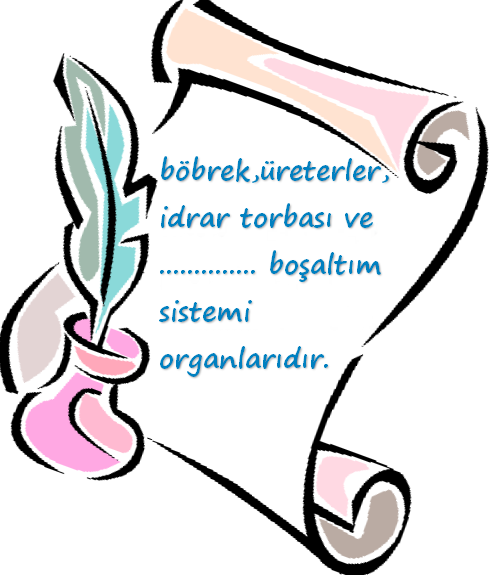 böbrek,üreterler,
idrar torbası ve
.............. boşaltım
sistemi
organlarıdır.